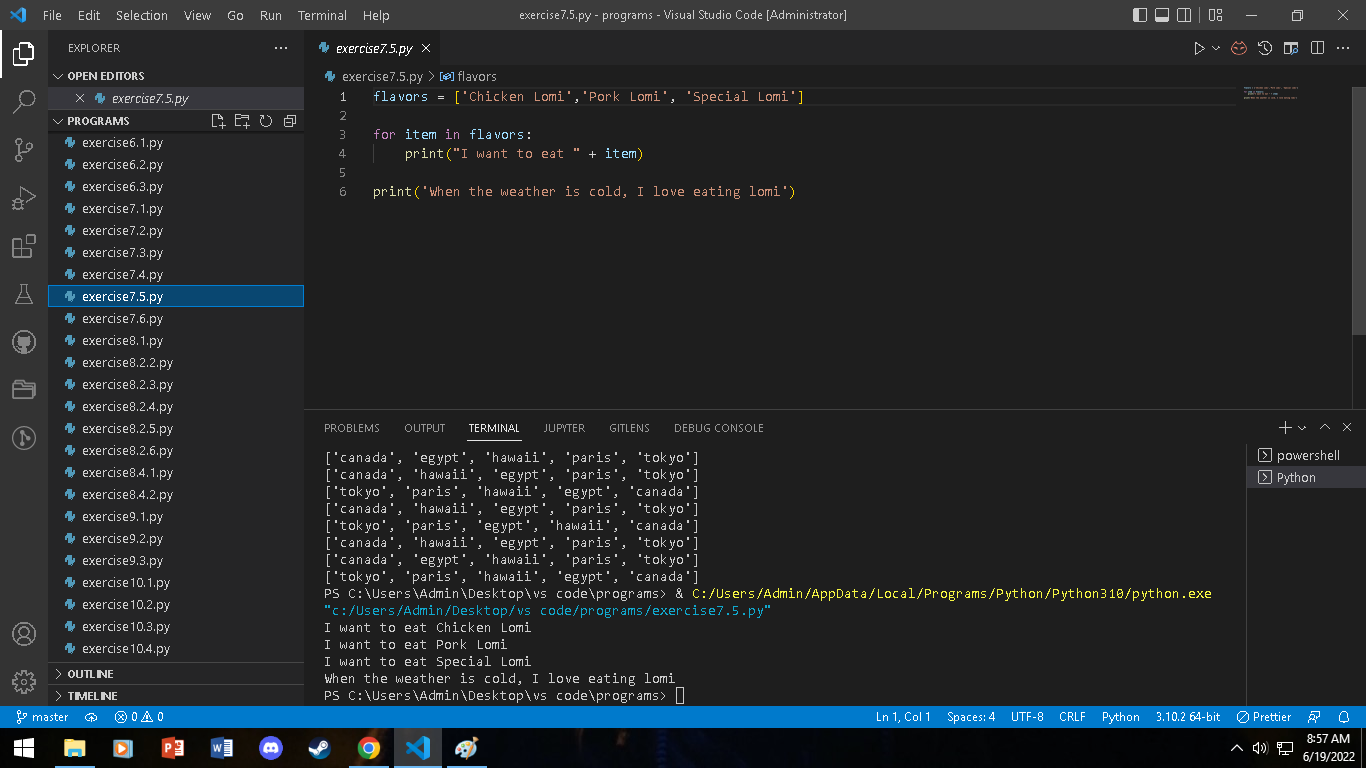 File Edit Selection View Go Run Terminal Help exercise7.5.py - programs - Visual Studio Code [Administrator]
EXPLORER
OPEN EDITORS
exercise7.5.py
PROGRAMS
exercise6.1.py
exercise6.2.py
exercise6.3.py
exercise7.1.py
exercise7.2.py
exercise7.3.py
exercise7.4.py
exercise7.5.py
exercise7.6.py
exercise8.1.py
exercise8.2.2.py
exercise8.2.3.py
exercise8.2.4.py
exercise8.2.5.py
exercise8.2.6.py
exercise8.4.1.py
exercise8.4.2.py
exercise9.1.py
exercise9.2.py
exercise9.3.py
exercise10.1.py
exercise10.2.py
exercise10.3.py
exercise10.4.py
OUTLINE
TIMELINE
exercise7.5.py
exercise7.5.py > flavors
1 flavors = ['Chicken Lomi','Pork Lomi', 'Special Lomi']
2
3 for item in flavors:
4     print("I want to eat " + item)
5
6 print('When the weather is cold, I love eating lomi')
PROBLEMS OUTPUT TERMINAL JUPYTER GITLENS DEBUG CONSOLE
['canada', 'egypt', 'hawaii', 'paris', 'tokyo']
['canada', 'hawaii', 'egypt', 'paris', 'tokyo']
['tokyo', 'paris', 'hawaii', 'egypt', 'canada']
['canada', 'hawaii', 'egypt', 'paris', 'tokyo']
['tokyo', 'paris', 'egypt', 'hawaii', 'canada']
['canada', 'hawaii', 'egypt', 'paris', 'tokyo']
['canada', 'egypt', 'hawaii', 'paris', 'tokyo']
['tokyo', 'paris', 'hawaii', 'egypt', 'canada']
PS C:\Users\Admin\Desktop\vs code\programs> & C:/Users/Admin/AppData/Local/Programs/Python/Python310/python.exe
"c:/Users/Admin/Desktop/vs code/programs/exercise7.5.py"
I want to eat Chicken Lomi
I want to eat Pork Lomi
I want to eat Special Lomi
When the weather is cold, I love eating lomi
PS C:\Users\Admin\Desktop\vs code\programs>
powershell
Python
master 0 0 Ln 1, Col 1 Spaces: 4 UTF-8 CRLF Python 3.10.2 64-bit Prettier
8:57 AM
6/19/2022